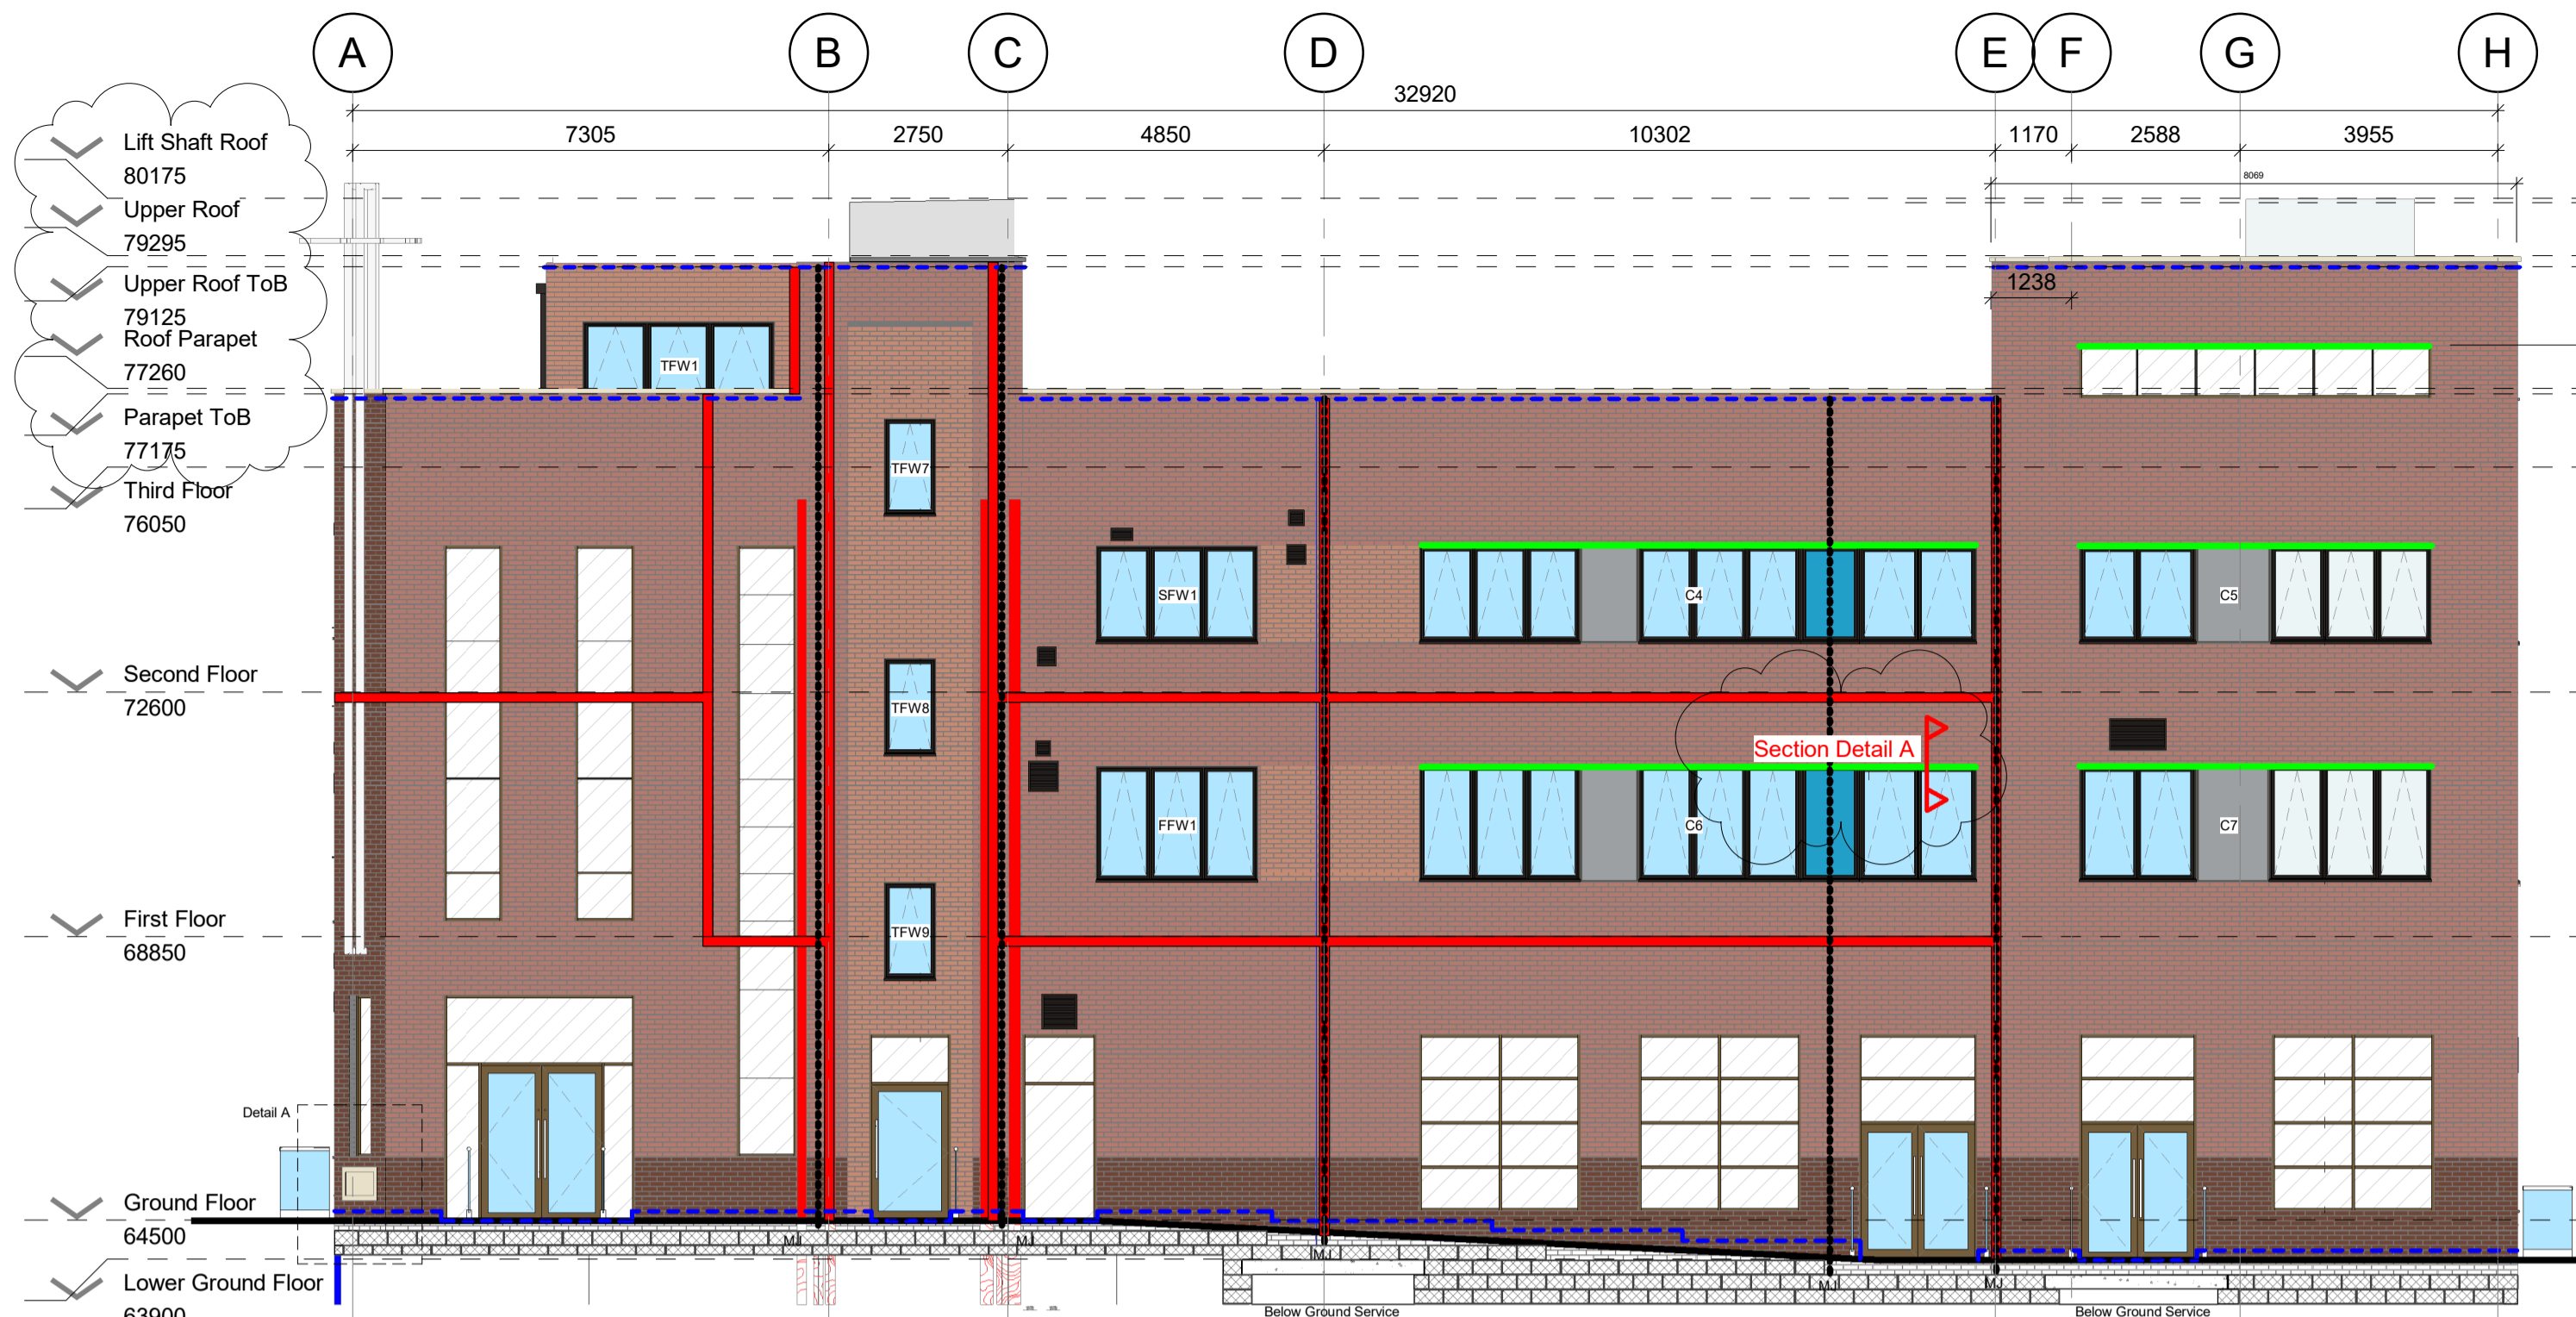 A B C D E F G H
32920
7305 2750 4850 10302 1170 2588 3955
8069
Lift Shaft Roof
80175
Upper Roof
79295
Upper Roof ToB
79125
1238
Roof Parapet
77260
TFW1
Parapet ToB
77175
TFW7
Third Floor
76050
SFW1 C4 C5
Second Floor
72600
TFW8
Section Detail A
FFW1 C6 C7
First Floor
68850
TFW9
Detail A
Ground Floor
64500
MJ MJ MJ MJ MJ
Lower Ground Floor
63900
Below Ground Service Below Ground Service